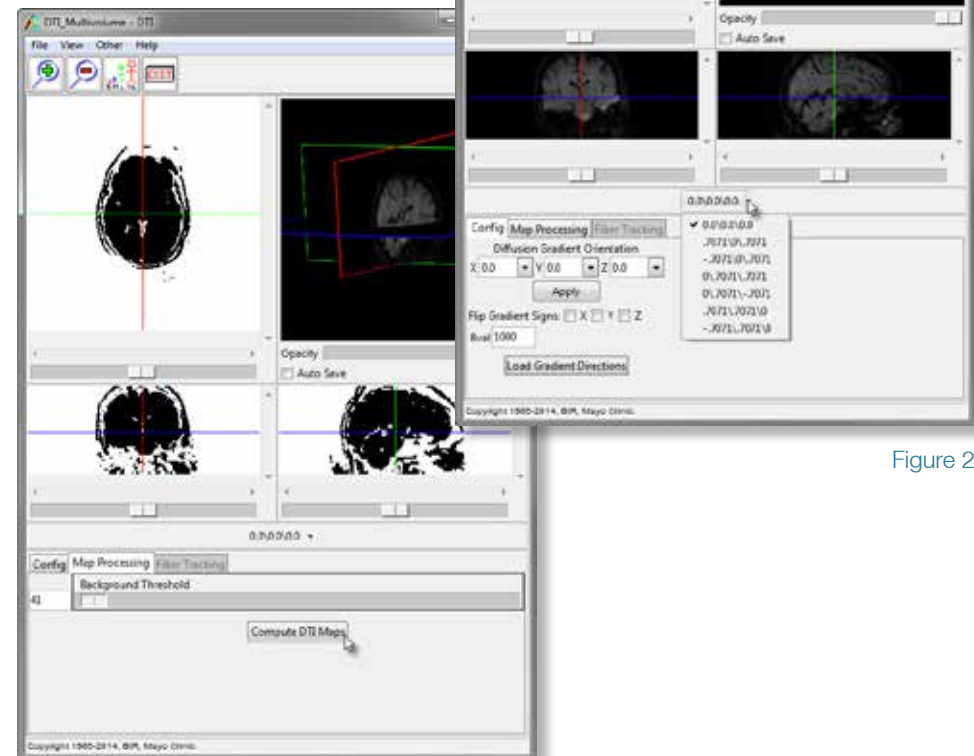 DTI_Multivolume - DTI
File View Other Help
Opacity
Auto Save
0.0\0.0\0.0
Config Map Processing Fiber Tracking
Background Threshold
41
Compute DTI Maps
Copyright 1986-2014, BIR, Mayo Clinic.
Opacity
Auto Save
0.0\0.0\0.0
✔ 0.0\0.0\0.0
.7071\0\.7071
-.7071\0\.7071
0\.7071\.7071
0\.7071\-.7071
.7071\.7071\0
-.7071\.7071\0
Config Map Processing Fiber Tracking
Diffusion Gradient Orientation
X 0.0 Y 0.0 Z 0.0
Apply
Flip Gradient Signs: X Y Z
Bval 1000
Load Gradient Directions
Copyright 1986-2014, BIR, Mayo Clinic.
Figure 2